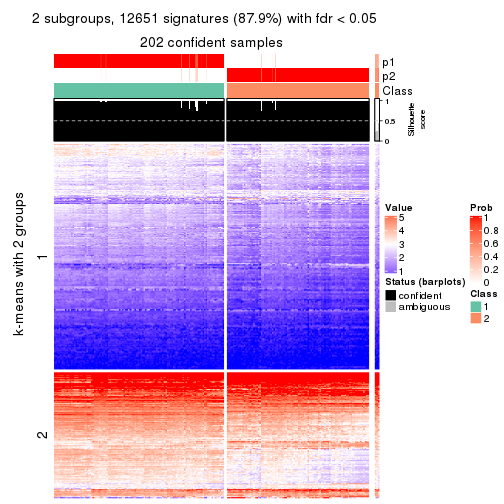 2 subgroups, 12651 signatures (87.9%) with fdr < 0.05
202 confident samples
p1
p2
Class
1
0.5
0
Silhouette
score
k-means with 2 groups
1
2
Value
5
4
3
2
1
Status (barplots)
confident
ambiguous
Prob
1
0.8
0.6
0.4
0.2
0
Class
1
2